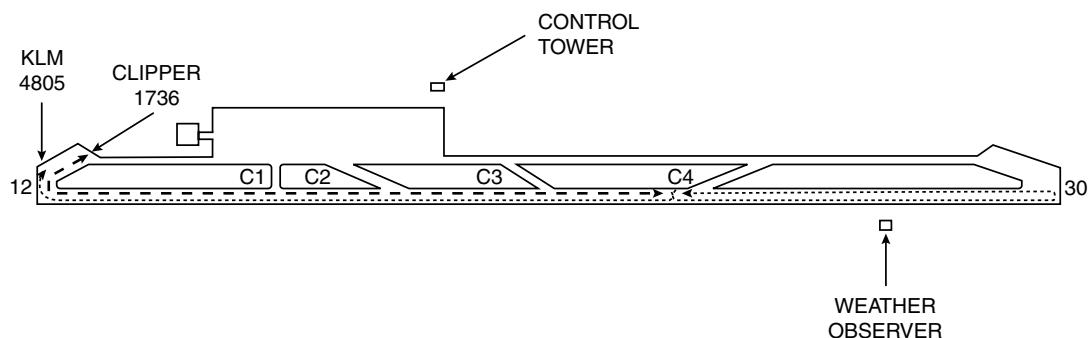 CONTROL
TOWER
KLM
4805
CLIPPER
1736
C1
C2
C3
C4
12
30
WEATHER
OBSERVER